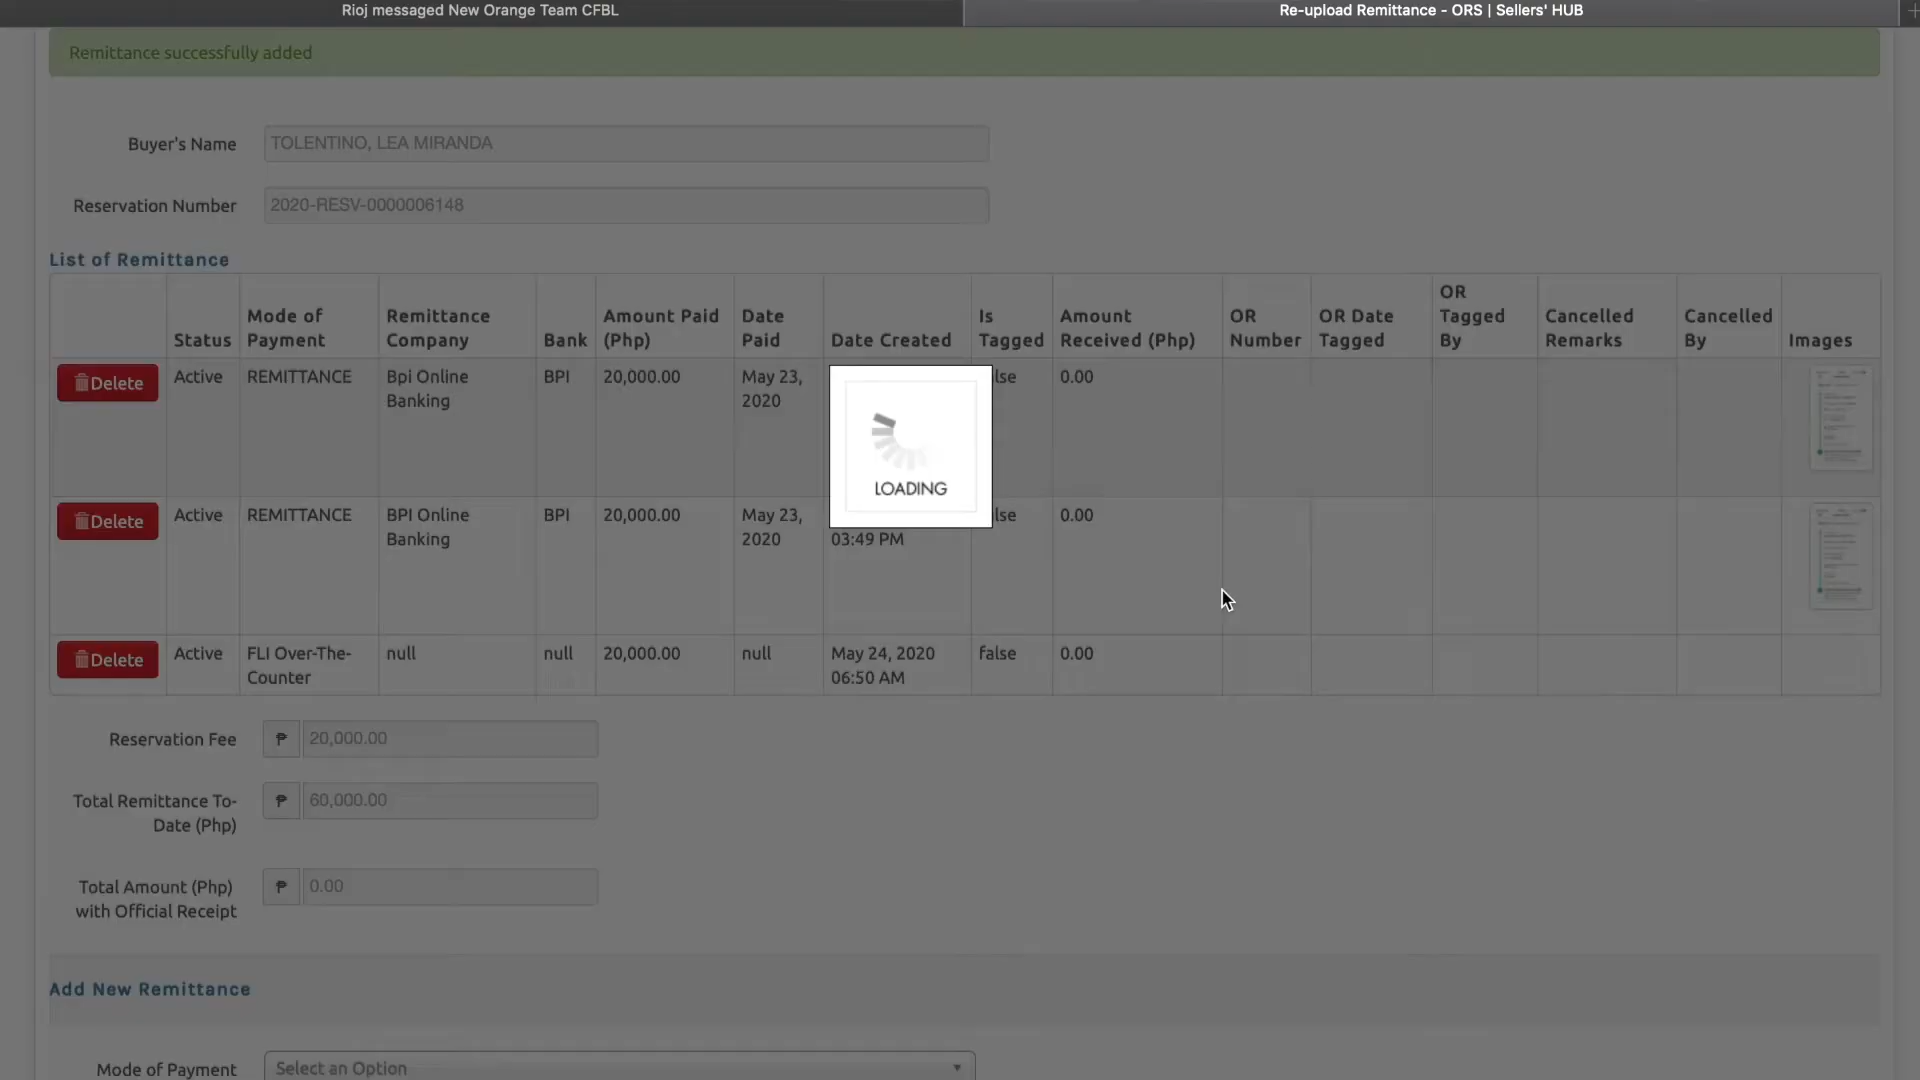 Rioj messaged New Orange Team CFBL
Re-upload Remittance - ORS | Sellers' HUB
Remittance successfully added
Buyer's Name
TOLENTINO, LEA MIRANDA
Reservation Number
2020-RESV-0000006148
List of Remittance
Status Mode of Payment Remittance Company Bank Amount Paid (Php) Date Paid Date Created Is Tagged Amount Received (Php) OR Number OR Date Tagged OR Tagged By Cancelled Remarks Cancelled By Images
Delete Active REMITTANCE Bpi Online Banking BPI 20,000.00 May 23, 2020 lse 0.00
LOADING
Delete Active REMITTANCE BPI Online Banking BPI 20,000.00 May 23, 2020 03:49 PM lse 0.00
Delete Active FLI Over-The-Counter null null 20,000.00 null May 24, 2020 06:50 AM false 0.00
Reservation Fee ₱ 20,000.00
Total Remittance To-
Date (Php)
₱ 60,000.00
Total Amount (Php)
with Official Receipt
₱ 0.00
Add New Remittance
Mode of Payment Select an Option